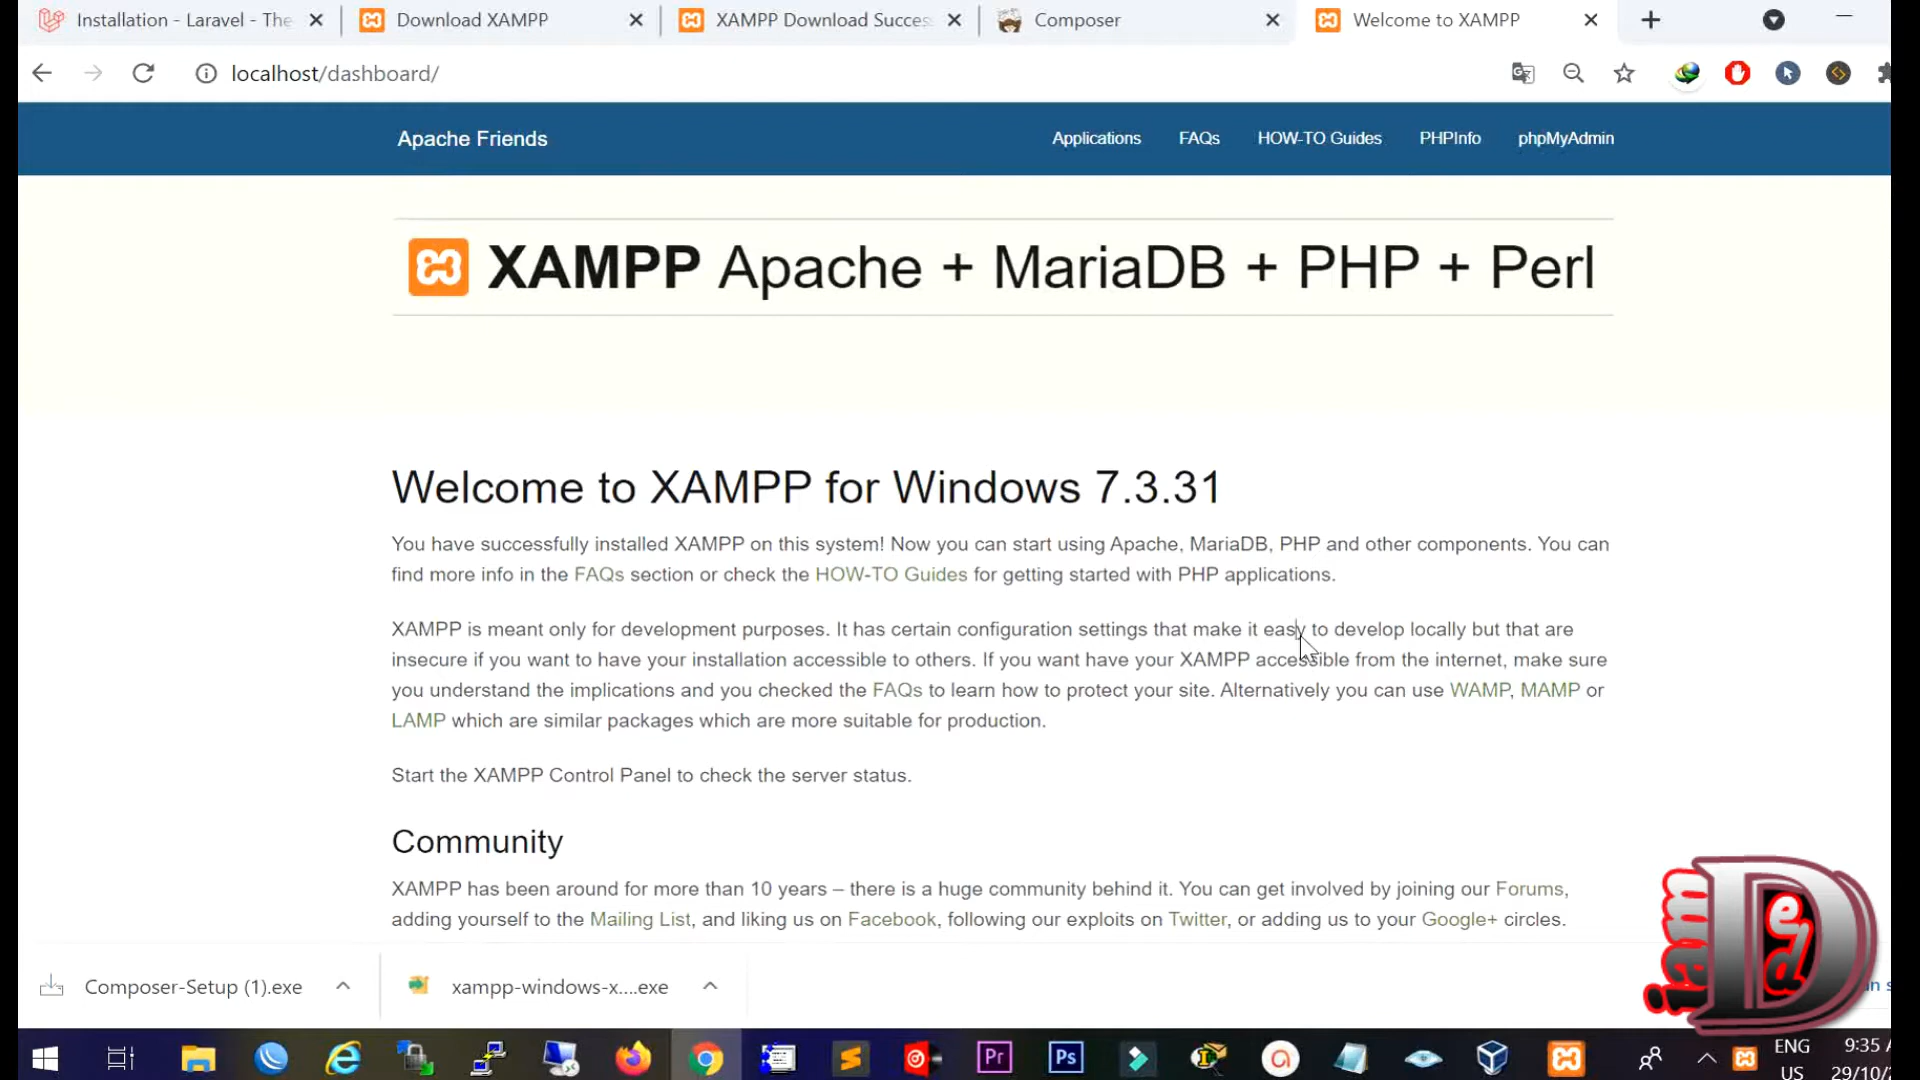 Installation - Laravel - The
Download XAMPP
XAMPP Download Succes
Composer
Welcome to XAMPP
localhost/dashboard/
Apache Friends
Applications
FAQs
HOW-TO Guides
PHPInfo
phpMyAdmin
XAMPP Apache + MariaDB + PHP + Perl
Welcome to XAMPP for Windows 7.3.31
You have successfully installed XAMPP on this system! Now you can start using Apache, MariaDB, PHP and other components. You can
find more info in the FAQs section or check the HOW-TO Guides for getting started with PHP applications.
XAMPP is meant only for development purposes. It has certain configuration settings that make it easy to develop locally but that are
insecure if you want to have your installation accessible to others. If you want have your XAMPP accessible from the internet, make sure
you understand the implications and you checked the FAQs to learn how to protect your site. Alternatively you can use WAMP, MAMP or
LAMP which are similar packages which are more suitable for production.
Start the XAMPP Control Panel to check the server status.
Community
XAMPP has been around for more than 10 years – there is a huge community behind it. You can get involved by joining our Forums,
adding yourself to the Mailing List, and liking us on Facebook, following our exploits on Twitter, or adding us to your Google+ circles.
Composer-Setup (1).exe
xampp-windows-x....exe
Pr
Ps
ENG
US
9:35
29/10/2